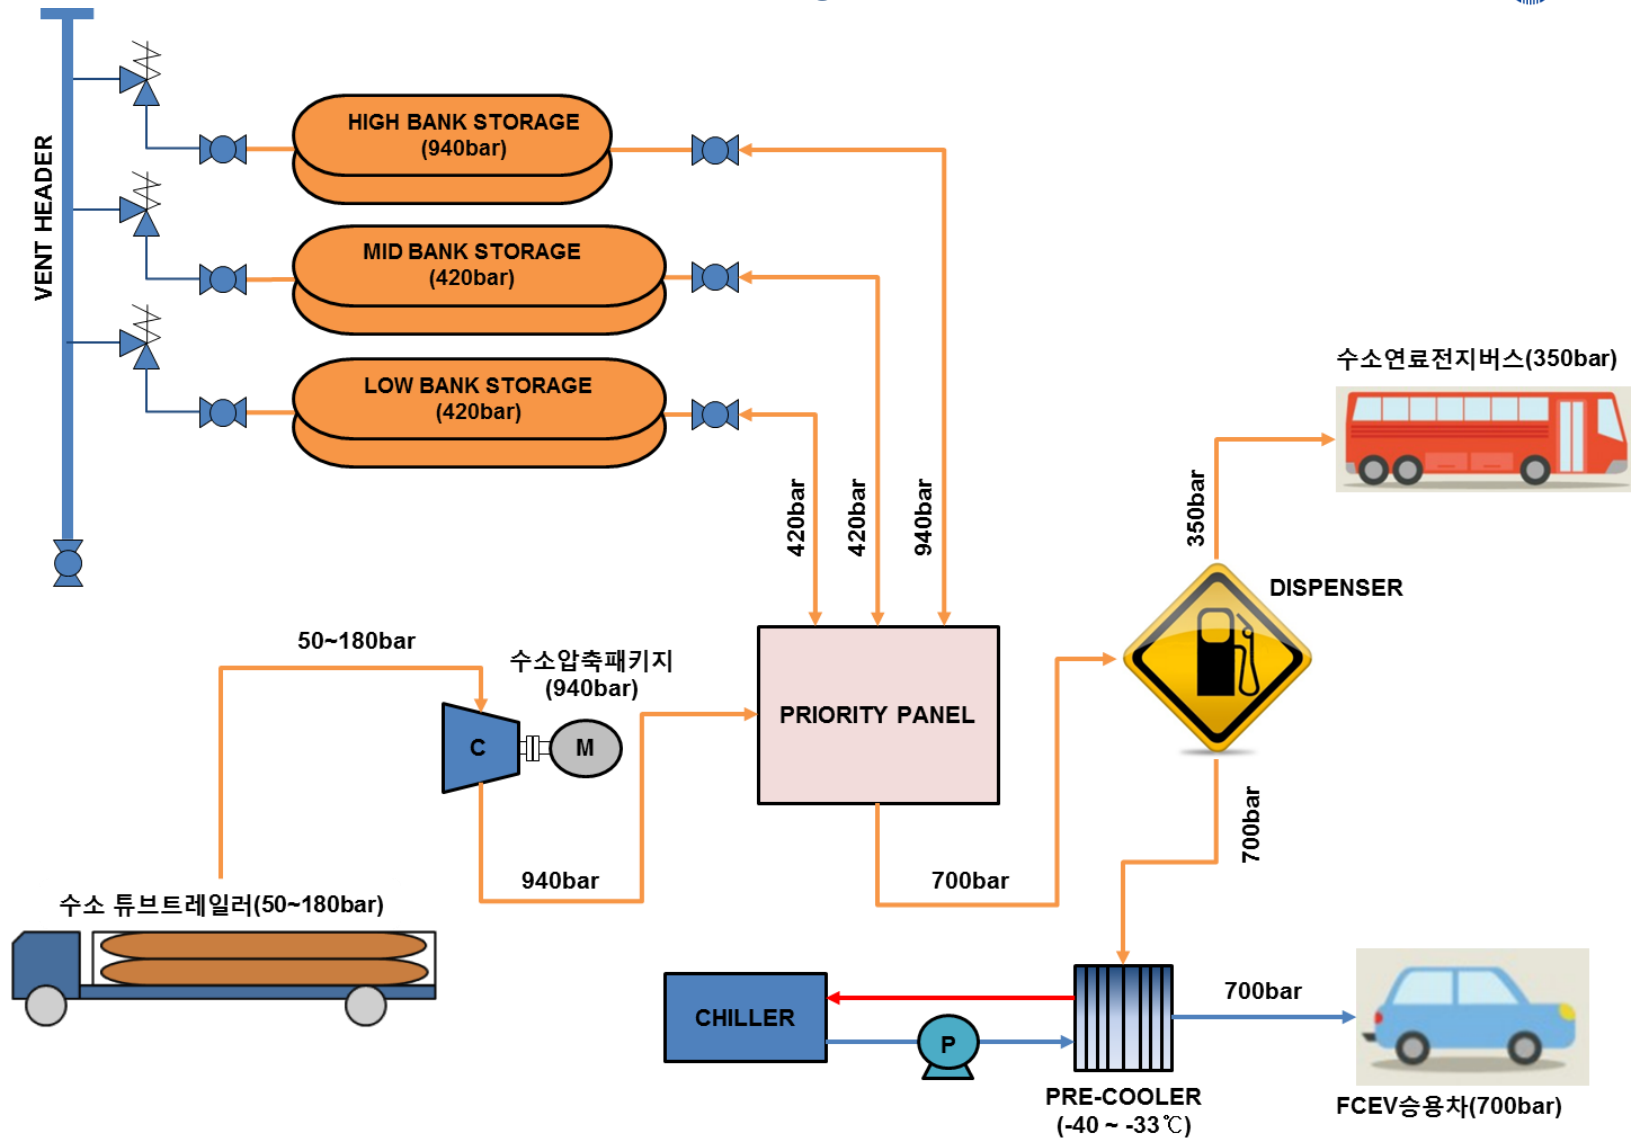 VENT HEADER
HIGH BANK STORAGE
(940bar)
MID BANK STORAGE
(420bar)
LOW BANK STORAGE
(420bar)
420bar
420bar
940bar
수소연료전지버스(350bar)
350bar
DISPENSER
50~180bar
수소압축패키지
(940bar)
C
M
PRIORITY PANEL
940bar
700bar
700bar
수소 튜브트레일러(50~180bar)
CHILLER
P
700bar
PRE-COOLER
(-40 ~ -33℃)
FCEV승용차(700bar)